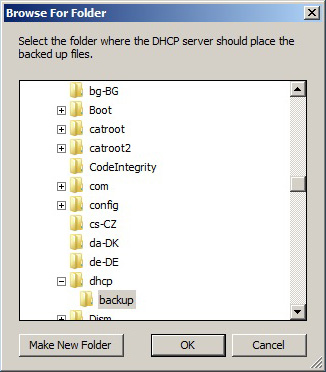 Browse For Folder
Select the folder where the DHCP server should place the
backed up files.
bg-BG
Boot
catroot
catroot2
CodeIntegrity
com
config
cs-CZ
da-DK
de-DE
dhcp
backup
Dism
Make New Folder
OK
Cancel